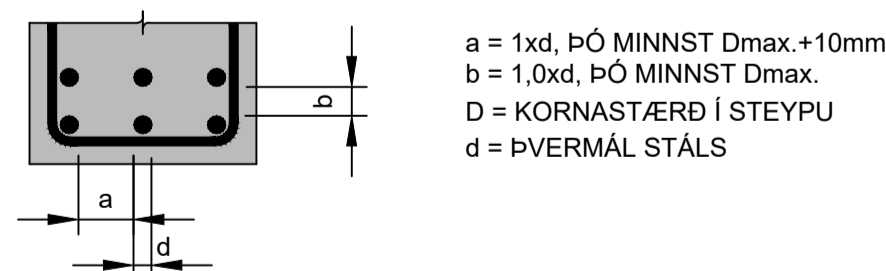 a = 1xd, ÞÓ MINNST Dmax.+10mm
b = 1,0xd, ÞÓ MINNST Dmax.
D = KORNASTÆRÐ Í STEYPU
d = ÞVERMÁL STÁLS
b
a
d